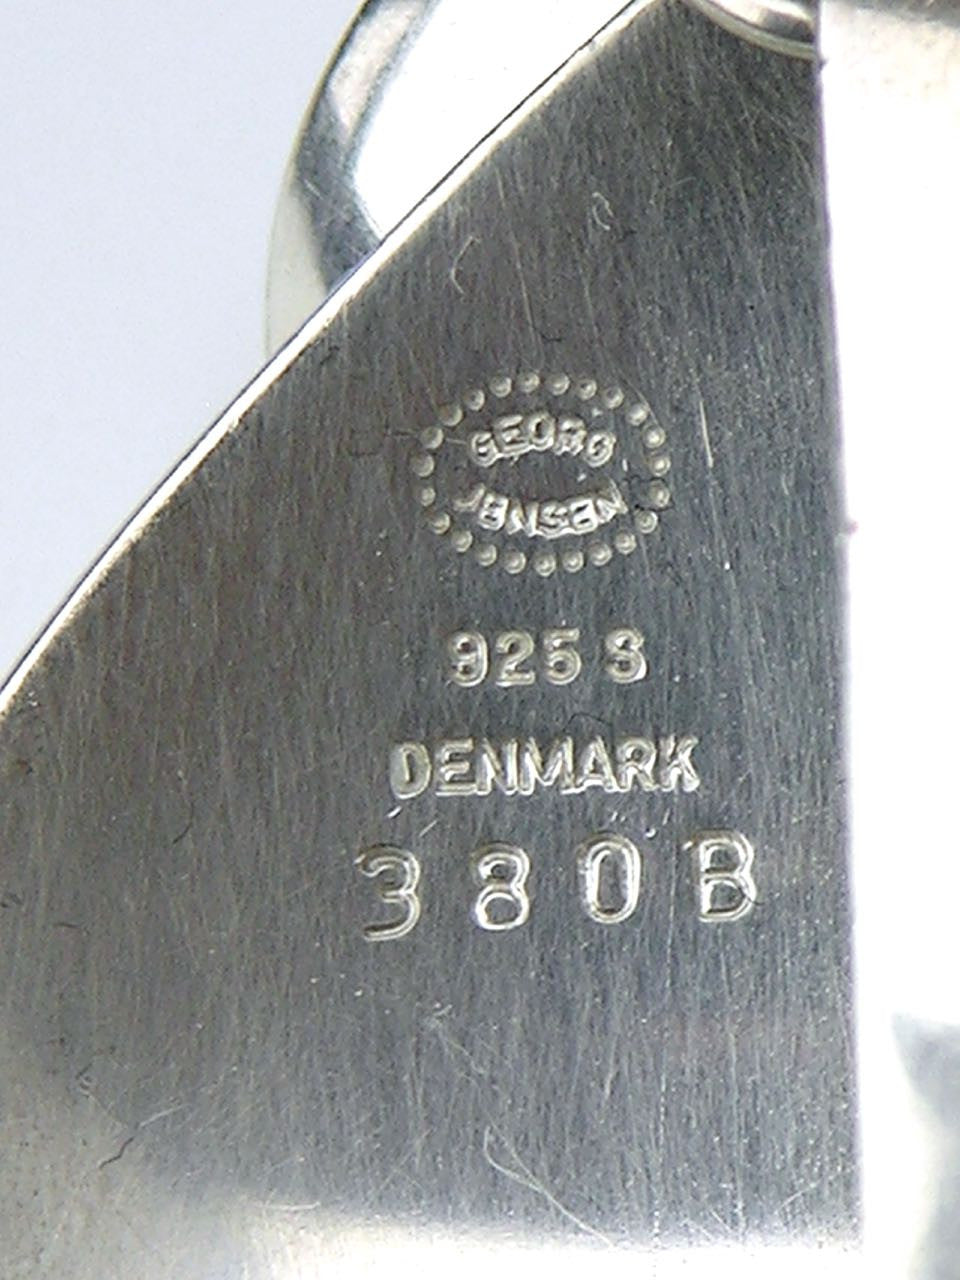 GEORG
JENSEN
925 S
DENMARK
380B